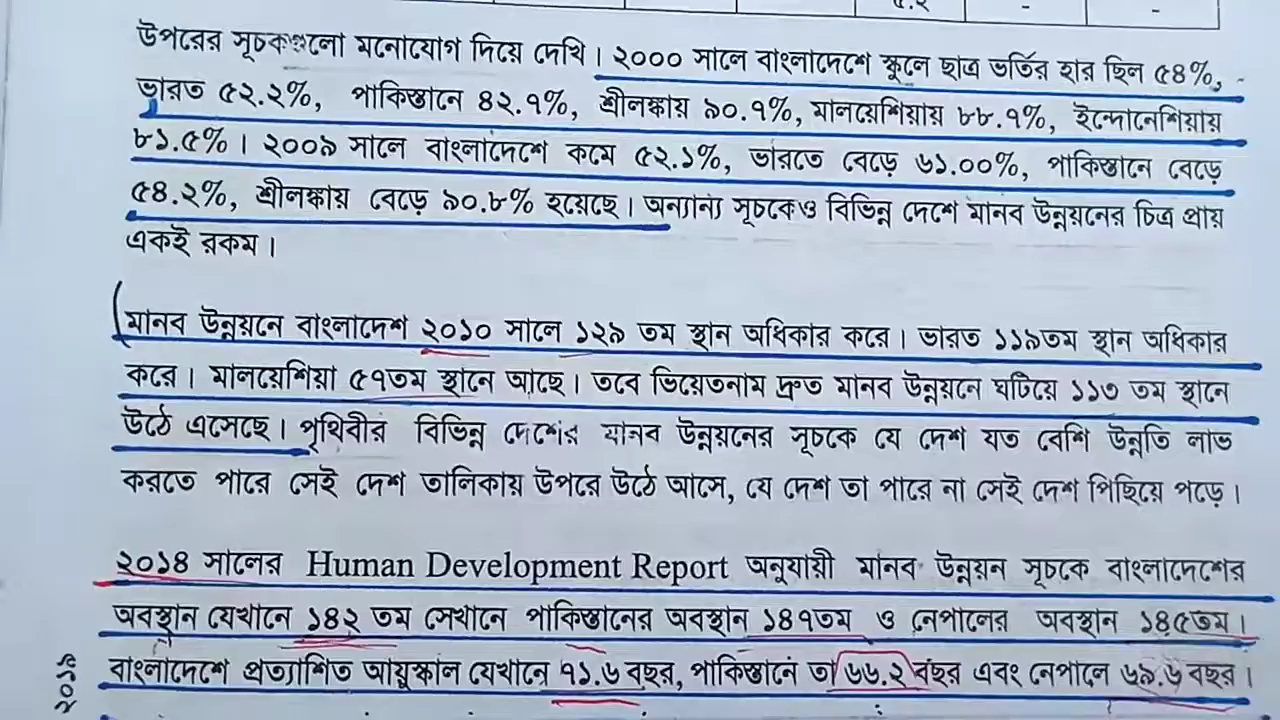 ৫.২ - -
উপরের সূচকগুলো মনোযোগ দিয়ে দেখি। ২০০০ সালে বাংলাদেশে স্কুলে ছাত্র ভর্তির হার ছিল ৫৪%,
ভারত ৫২.২%, পাকিস্তানে ৪২.৭%, শ্রীলঙ্কায় ৯০.৭%, মালয়েশিয়ায় ৮৮.৭%, ইন্দোনেশিয়ায়
৮১.৫%। ২০০৯ সালে বাংলাদেশে কমে ৫২.১%, ভারতে বেড়ে ৬১.০০%, পাকিস্তানে বেড়ে
৫৪.২%, শ্রীলঙ্কায় বেড়ে ৯০.৮% হয়েছে। অন্যান্য সূচকেও বিভিন্ন দেশে মানব উন্নয়নের চিত্র প্রায়
একই রকম।
মানব উন্নয়নে বাংলাদেশ ২০১০ সালে ১২৯ তম স্থান অধিকার করে। ভারত ১১৯তম স্থান অধিকার
করে। মালয়েশিয়া ৫৭তম স্থানে আছে। তবে ভিয়েতনাম দ্রুত মানব উন্নয়নে ঘটিয়ে ১১৩ তম স্থানে
উঠে এসেছে। পৃথিবীর বিভিন্ন দেশের মানব উন্নয়নের সূচকে যে দেশ যত বেশি উন্নতি লাভ
করতে পারে সেই দেশ তালিকায় উপরে উঠে আসে, যে দেশ তা পারে না সেই দেশ পিছিয়ে পড়ে।
২০১৪ সালের Human Development Report অনুযায়ী মানব উন্নয়ন সূচকে বাংলাদেশের
অবস্থান যেখানে ১৪২ তম সেখানে পাকিস্তানের অবস্থান ১৪৭তম ও নেপালের অবস্থান ১৪৫তম।
বাংলাদেশে প্রত্যাশিত আয়ুষ্কাল যেখানে ৭১.৬ বছর, পাকিস্তানে তা ৬৬.২ বছর এবং নেপালে ৬৯.৬ বছর।